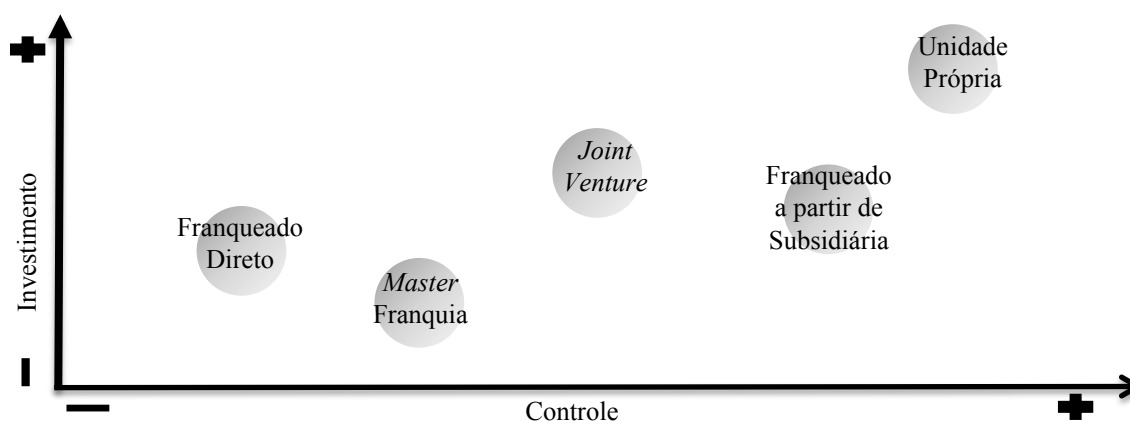 Unidade
Própria
Joint
Venture
Franqueado
a partir de
Subsidiária
Franqueado
Direto
Master
Franquia
Investimento
Controle